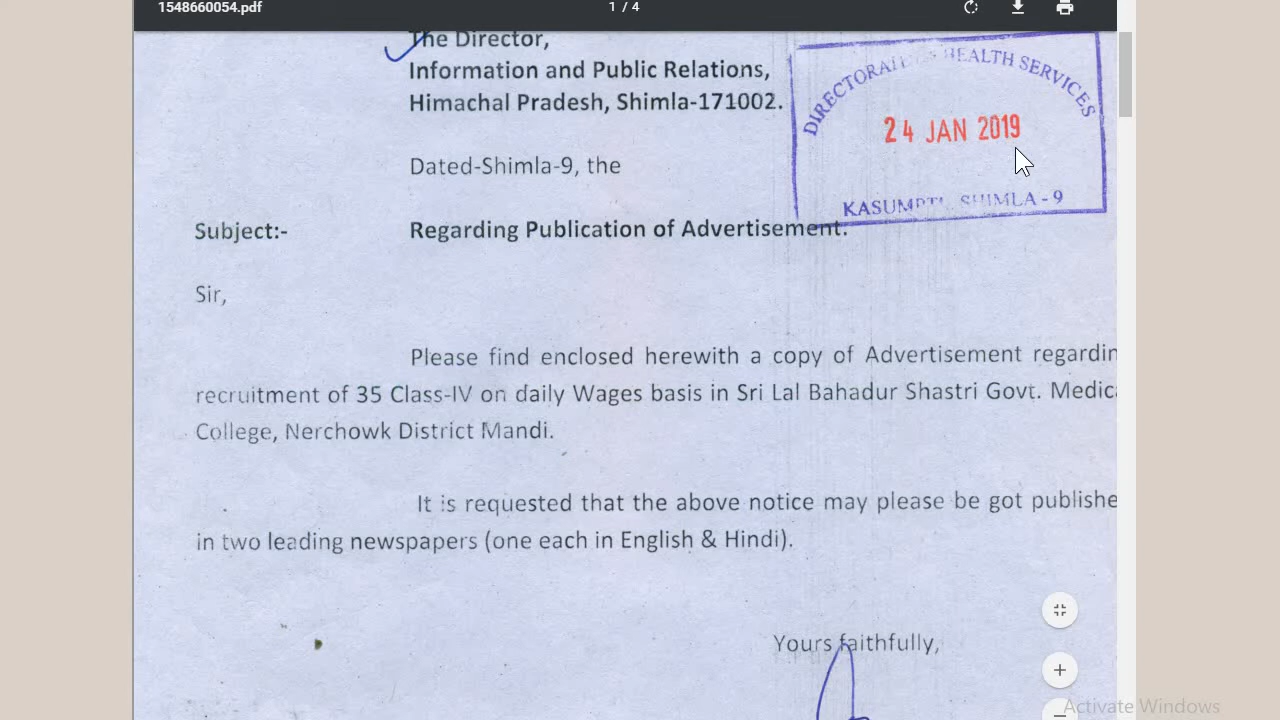 1548660054.pdf
1 / 4
The Director,
Information and Public Relations,
Himachal Pradesh, Shimla-171002.
HEALTH SERVICES
24 JAN 2019
SHIMLA - 9
Dated-Shimla-9, the
Subject:- Regarding Publication of Advertisement.
Sir,
Please find enclosed herewith a copy of Advertisement regardin
recruitment of 35 Class-IV on daily Wages basis in Sri Lal Bahadur Shastri Govt. Medica
College, Nerchowk District Mandi.
It is requested that the above notice may please be got publishe
in two leading newspapers (one each in English & Hindi).
Yours faithfully,
Activate Windows